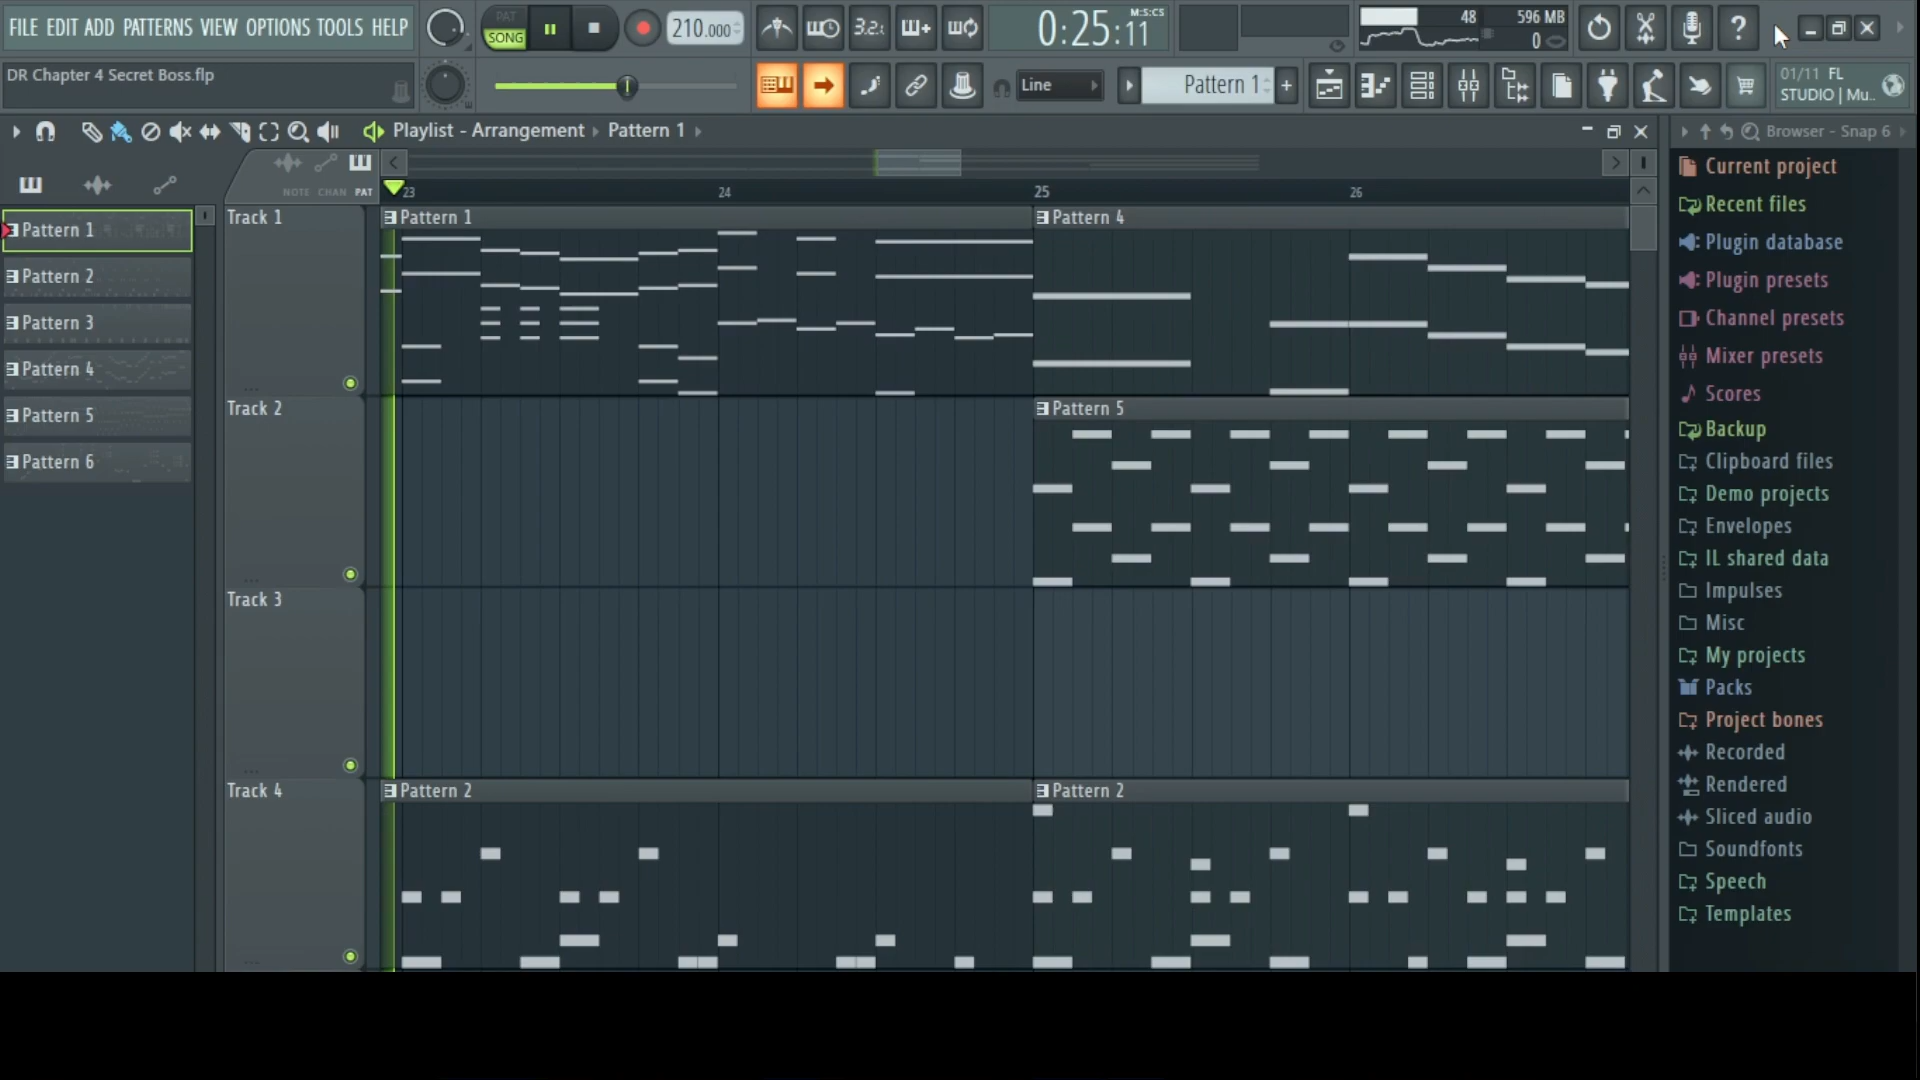 FILE EDIT ADD PATTERNS VIEW OPTIONS TOOLS HELP
PAT
SONG
210.000
3.2.
0:25:11
M:S:CS
48
596 MB
0
DR Chapter 4 Secret Boss.flp
Line
Pattern 1
+
01/11 FL
STUDIO | Mu..
Playlist - Arrangement
Pattern 1
Browser - Snap 6
NOTE CHAN PAT
23
24
25
26
Pattern 1
Pattern 2
Pattern 3
Pattern 4
Pattern 5
Pattern 6
Track 1
Pattern 1
Pattern 4
Track 2
Pattern 5
Track 3
Track 4
Pattern 2
Pattern 2
Current project
Recent files
Plugin database
Plugin presets
Channel presets
Mixer presets
Scores
Backup
Clipboard files
Demo projects
Envelopes
IL shared data
Impulses
Misc
My projects
Packs
Project bones
Recorded
Rendered
Sliced audio
Soundfonts
Speech
Templates